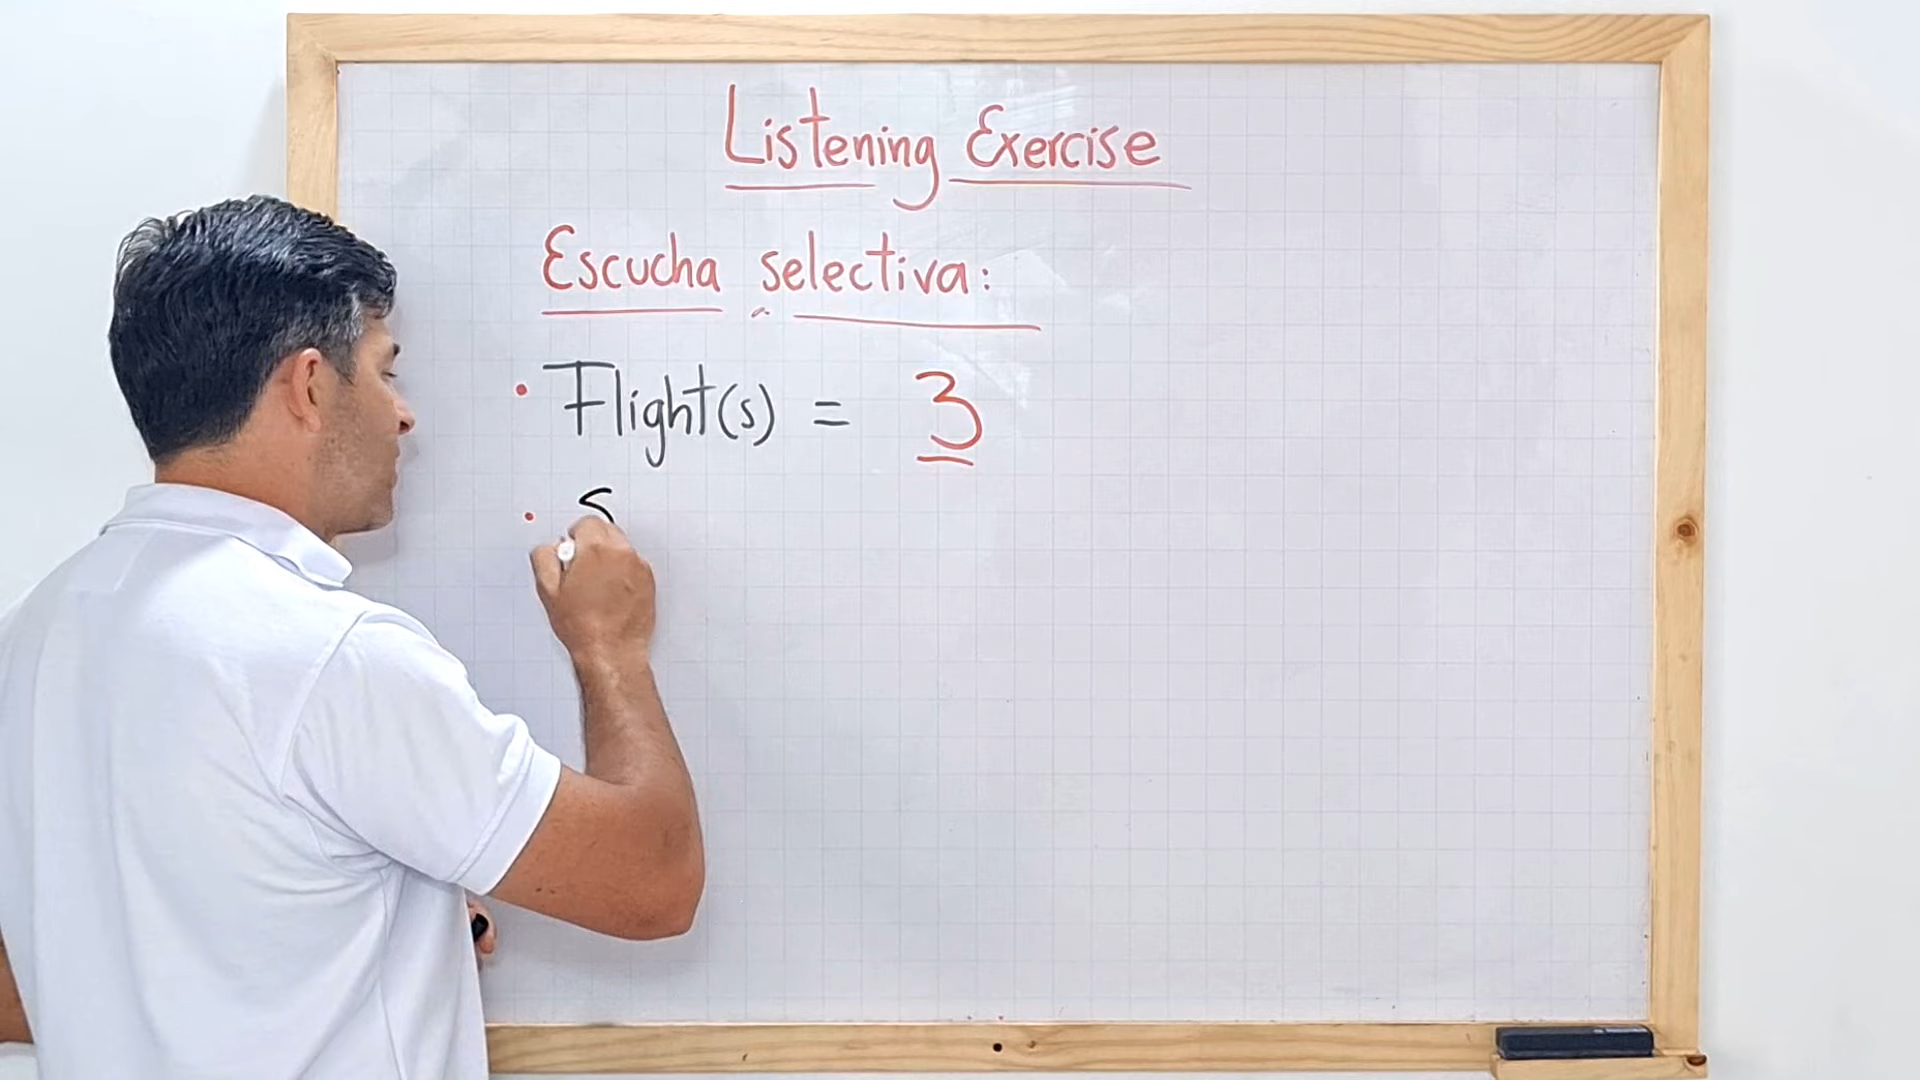 Listening Exercise
Escucha selectiva:
• Flight(s) = 3
•